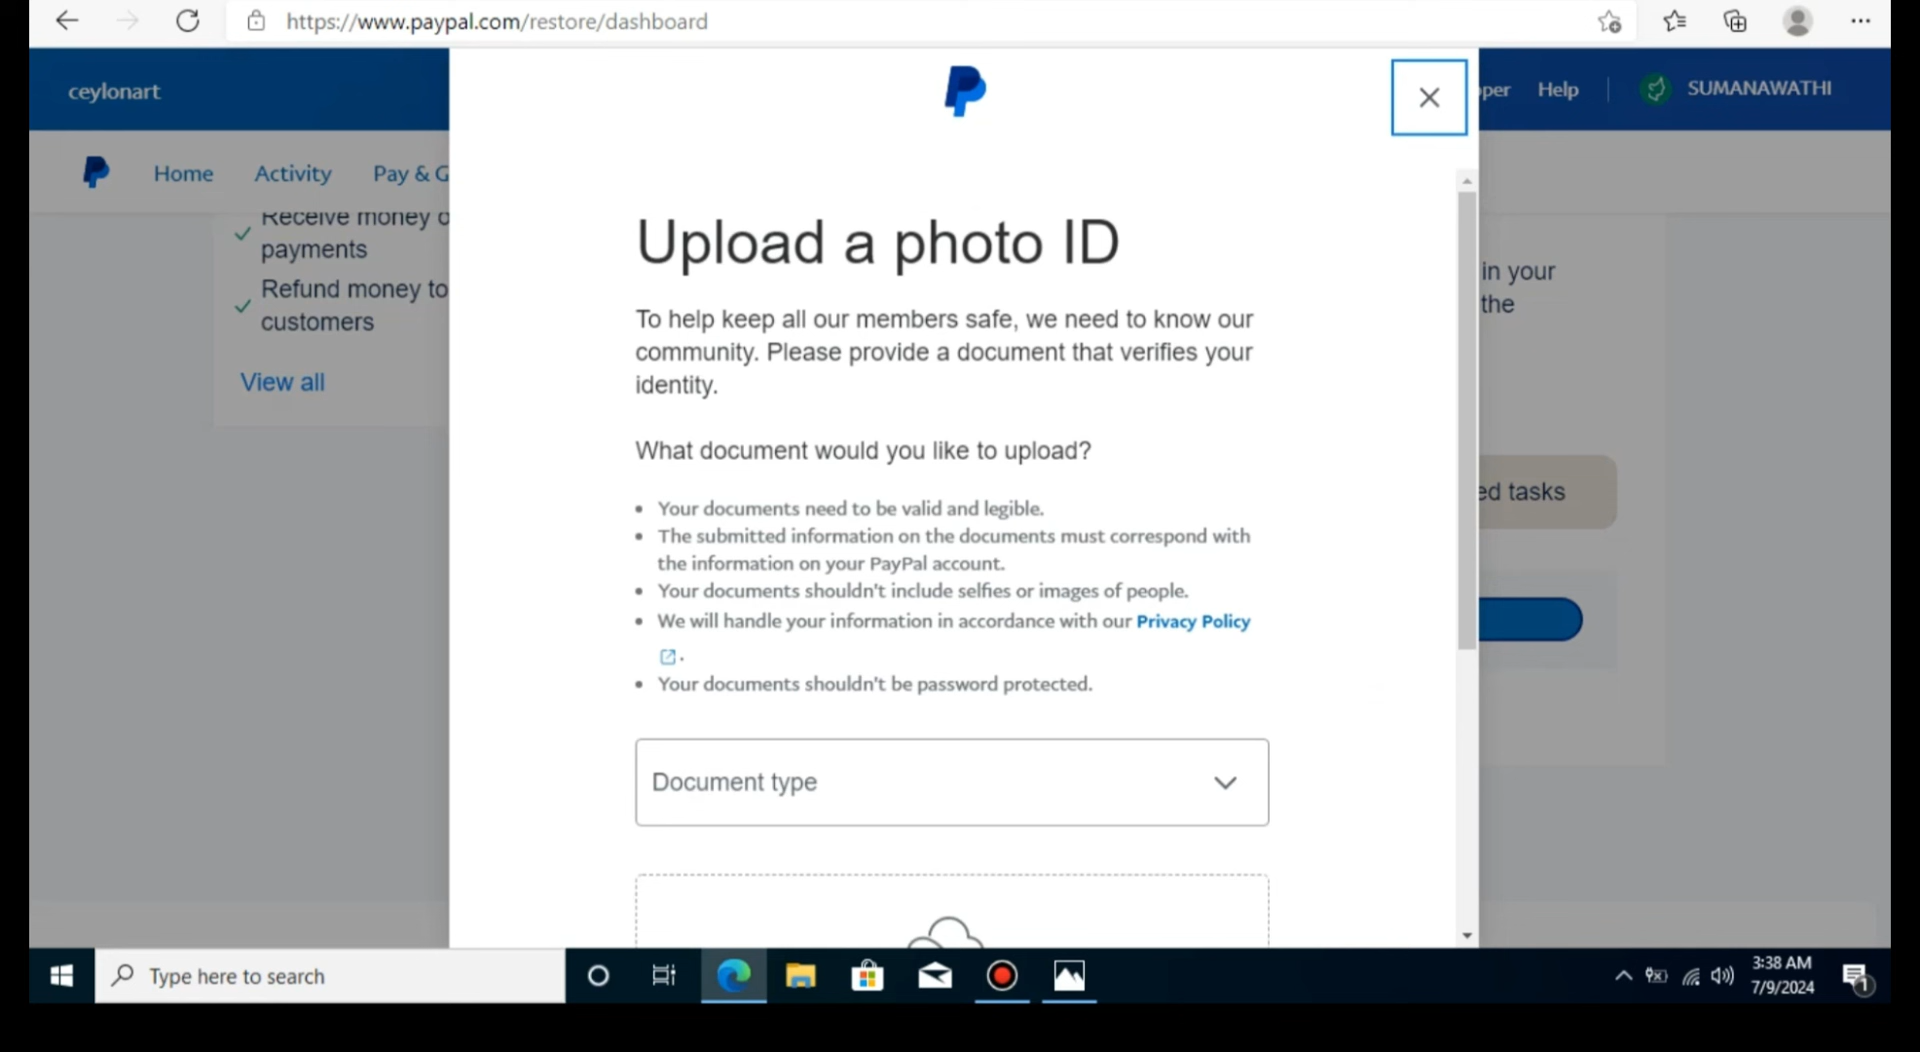 https://www.paypal.com/restore/dashboard
ceylonart
Help
SUMANAWATHI
Home
Activity
Pay & G
Receive money o
payments
Refund money to
customers
View all
Upload a photo ID
To help keep all our members safe, we need to know our
community. Please provide a document that verifies your
identity.
What document would you like to upload?
• Your documents need to be valid and legible.
• The submitted information on the documents must correspond with
the information on your PayPal account.
• Your documents shouldn't include selfies or images of people.
• We will handle your information in accordance with our Privacy Policy
.
• Your documents shouldn't be password protected.
Document type
in your
the
ed tasks
Type here to search
3:38 AM
7/9/2024
1